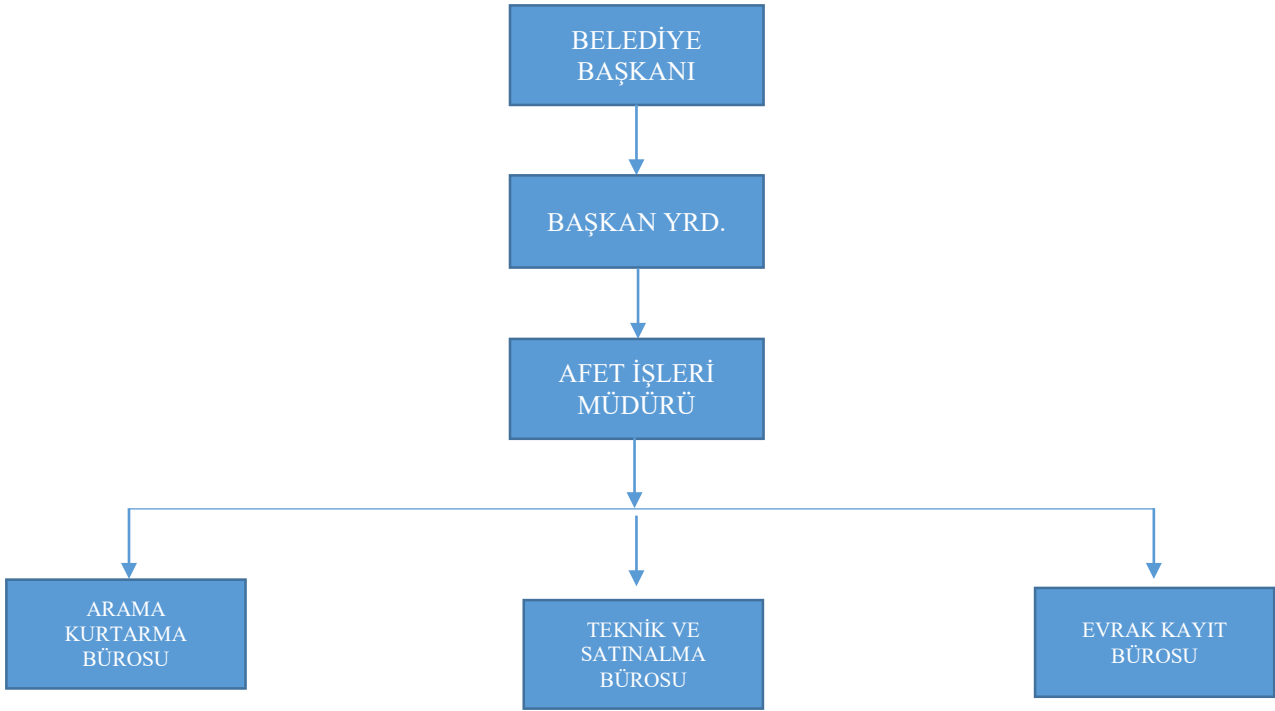 BELEDİYE
BAŞKANI
BAŞKAN YRD.
AFET İŞLERİ
MÜDÜRÜ
ARAMA
KURTARMA
BÜROSU
TEKNİK VE
SATINALMA
BÜROSU
EVRAK KAYIT
BÜROSU